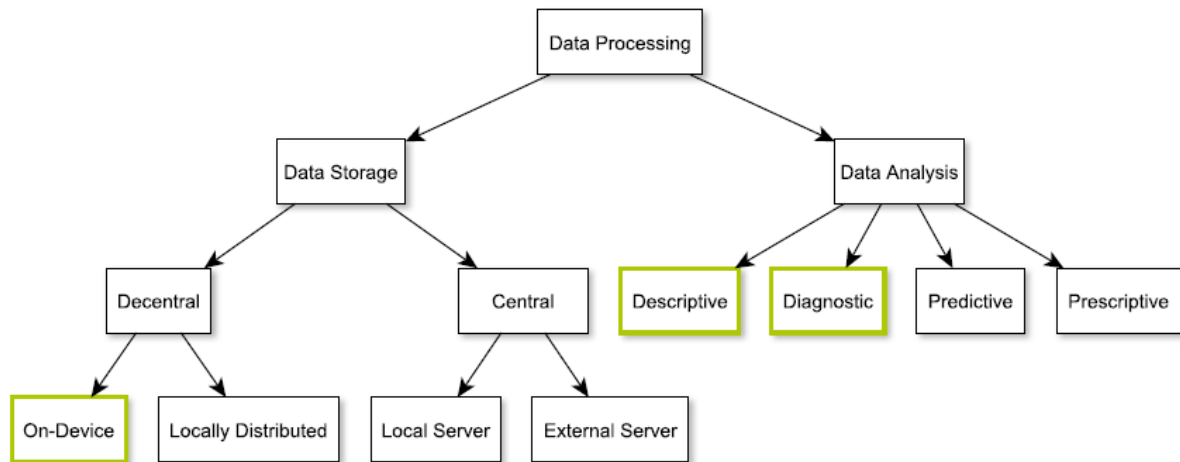 Data Processing
Data Storage
Data Analysis
Decentral
Central
Descriptive
Diagnostic
Predictive
Prescriptive
On-Device
Locally Distributed
Local Server
External Server